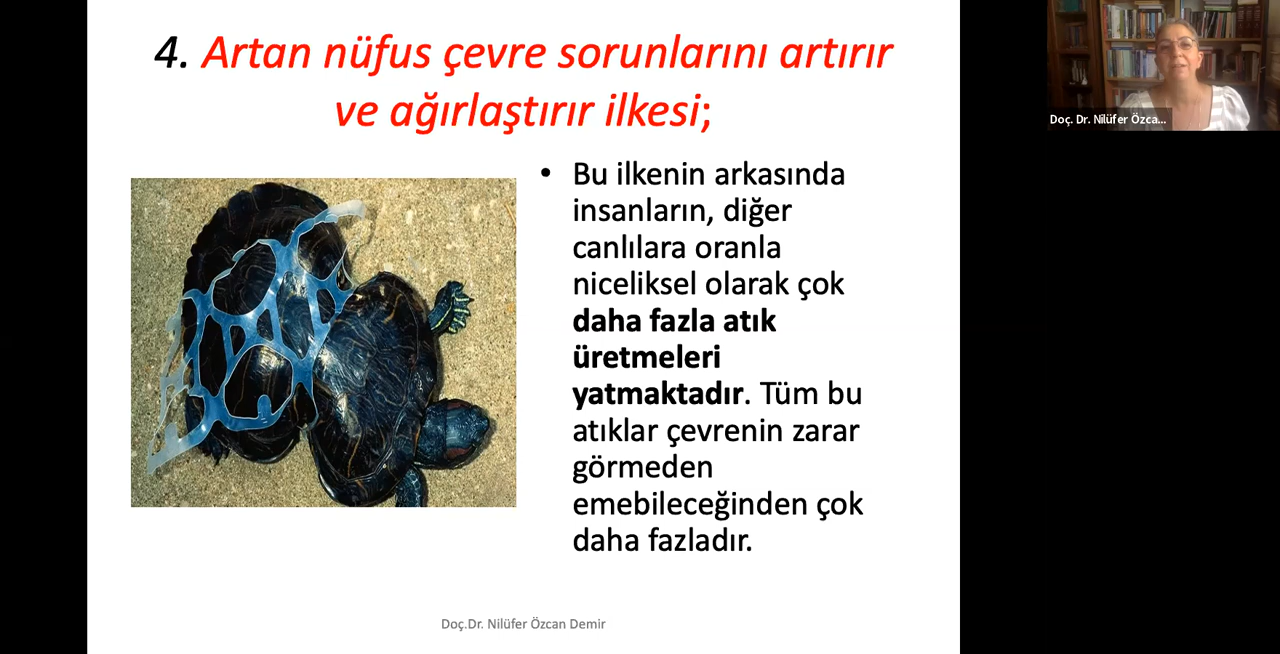 4. Artan nüfus çevre sorunlarını artırır
ve ağırlaştırır ilkesi;
• Bu ilkenin arkasında
insanların, diğer
canlılara oranla
niceliksel olarak çok
daha fazla atık
üretmeleri
yatmaktadır. Tüm bu
atıklar çevrenin zarar
görmeden
emebileceğinden çok
daha fazladır.
Doç.Dr. Nilüfer Özcan Demir
Doç. Dr. Nilüfer Özca...